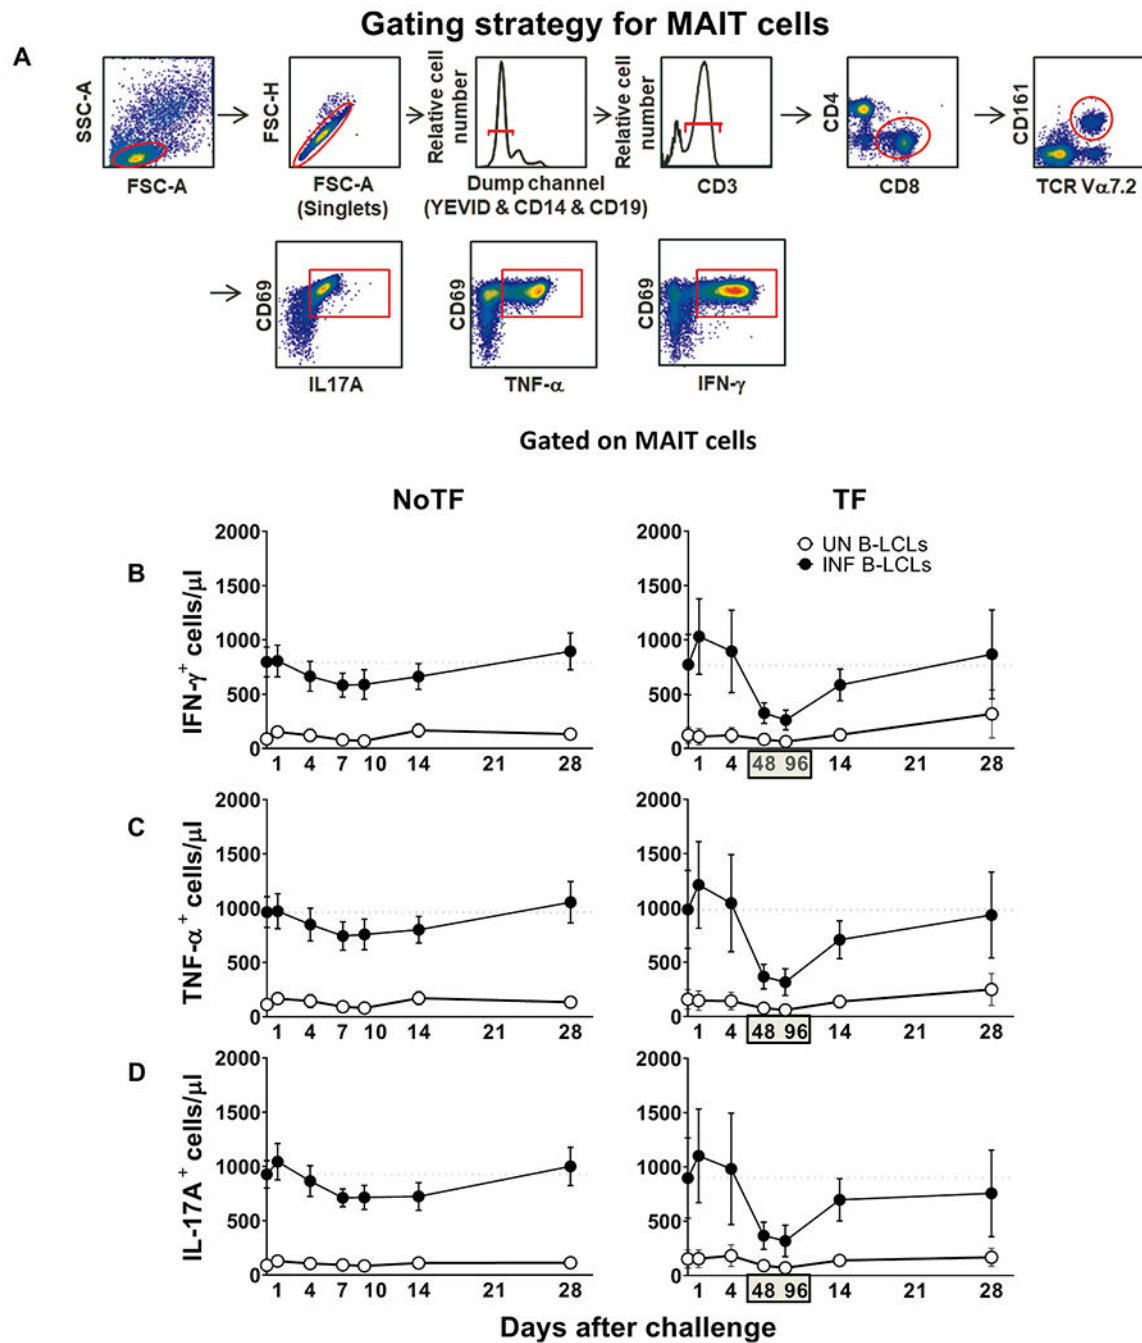 Gating strategy for MAIT cells
A
SSC-A
FSC-A
FSC-H
FSC-A
(Singlets)
Relative cell
number
Dump channel
(YEVID & CD14 & CD19)
Relative cell
number
CD3
CD4
CD8
CD161
TCR Vα7.2
CD69
IL17A
CD69
TNF-α
CD69
IFN-γ
Gated on MAIT cells
NoTF
TF
B
IFN-γ+ cells/μl
2000
1500
1000
500
0
1 4 7 10 14 21 28
2000
1500
1000
500
0
UN B-LCLs
INF B-LCLs
1 4 48 96 14 21 28
C
TNF-α+ cells/μl
2000
1500
1000
500
0
1 4 7 10 14 21 28
2000
1500
1000
500
0
1 4 48 96 14 21 28
D
IL-17A+ cells/μl
2000
1500
1000
500
0
1 4 7 10 14 21 28
2000
1500
1000
500
0
1 4 48 96 14 21 28
Days after challenge